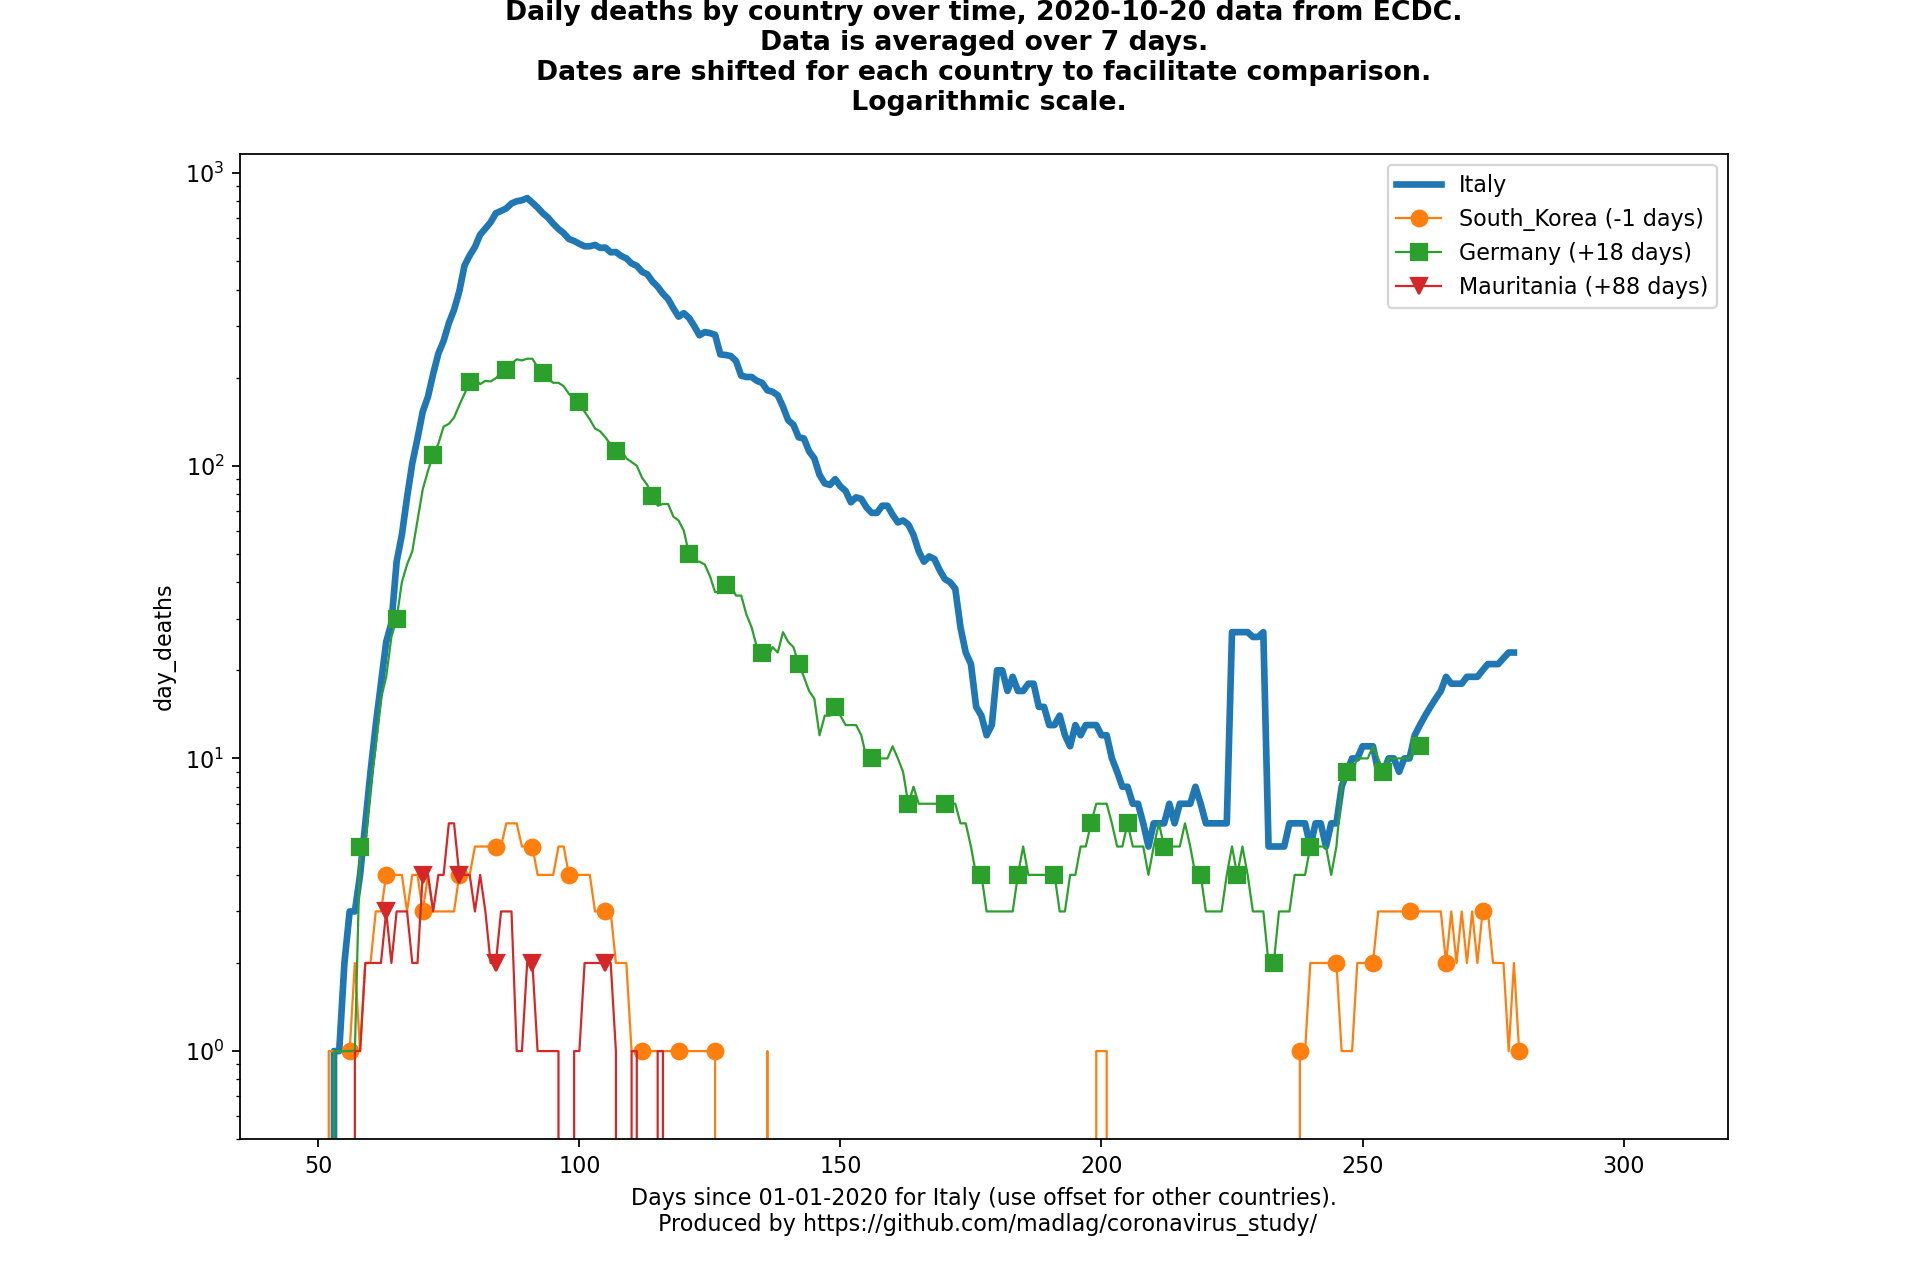 Daily deaths by country over time, 2020-10-20 data from ECDC.
Data is averaged over 7 days.
Dates are shifted for each country to facilitate comparison.
Logarithmic scale.
10³
10²
10¹
10⁰
day_deaths
Italy
South_Korea (-1 days)
Germany (+18 days)
Mauritania (+88 days)
50 100 150 200 250 300
Days since 01-01-2020 for Italy (use offset for other countries).
Produced by https://github.com/madlag/coronavirus_study/